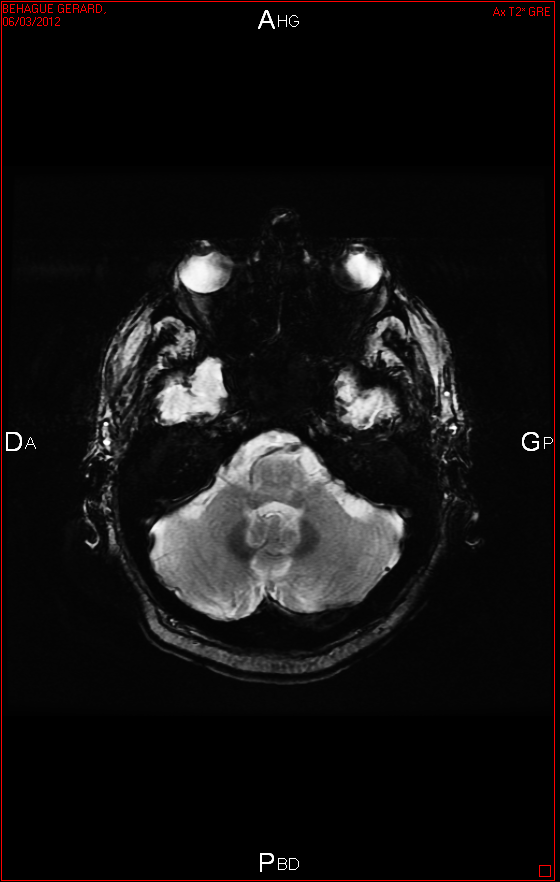 BEHAGUE GERARD,
06/03/2012
AHG
Ax T2* GRE
DA
GP
PBD